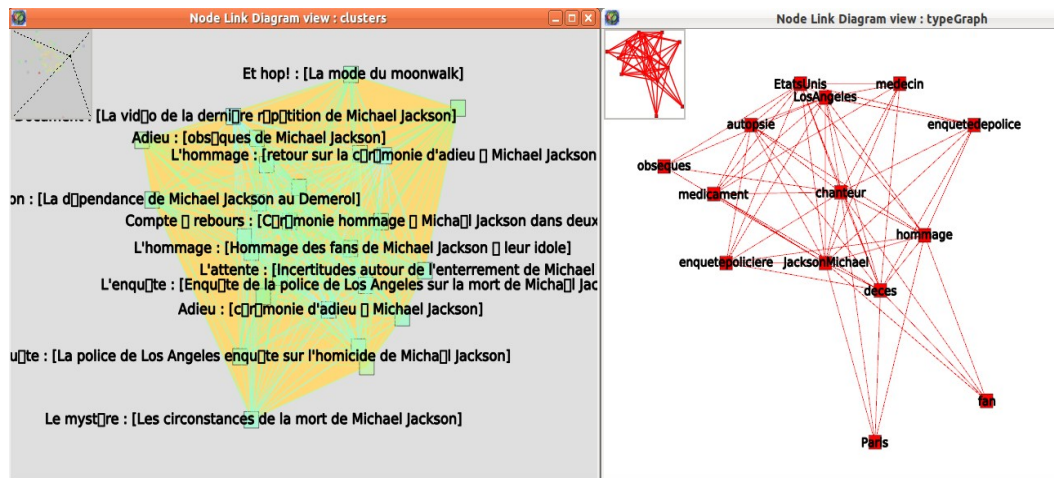 Node Link Diagram view : clusters
Et hop! : [La mode du moonwalk]
: [La vid▯o de la derni▯re r▯p▯tition de Michael Jackson]
Adieu : [obs▯ques de Michael Jackson]
L'hommage : [retour sur la c▯r▯monie d'adieu ▯ Michael Jackson
on : [La d▯pendance de Michael Jackson au Demerol]
Compte ▯ rebours : [C▯r▯monie hommage ▯ Micha▯l Jackson dans deux
L'hommage : [Hommage des fans de Michael Jackson ▯ leur idole]
L'attente : [Incertitudes autour de l'enterrement de Michael
L'enqu▯te : [Enqu▯te de la police de Los Angeles sur la mort de Micha▯l Jac
Adieu : [c▯r▯monie d'adieu ▯ Michael Jackson]
u▯te : [La police de Los Angeles enqu▯te sur l'homicide de Micha▯l Jackson]
Le myst▯re : [Les circonstances de la mort de Michael Jackson]
Node Link Diagram view : typeGraph
EtatsUnis
medecin
LosAngeles
autopsie
enquetedepolice
obseques
medicament
chanteur
hommage
enquetepoliciere
JacksonMichael
deces
fan
Paris